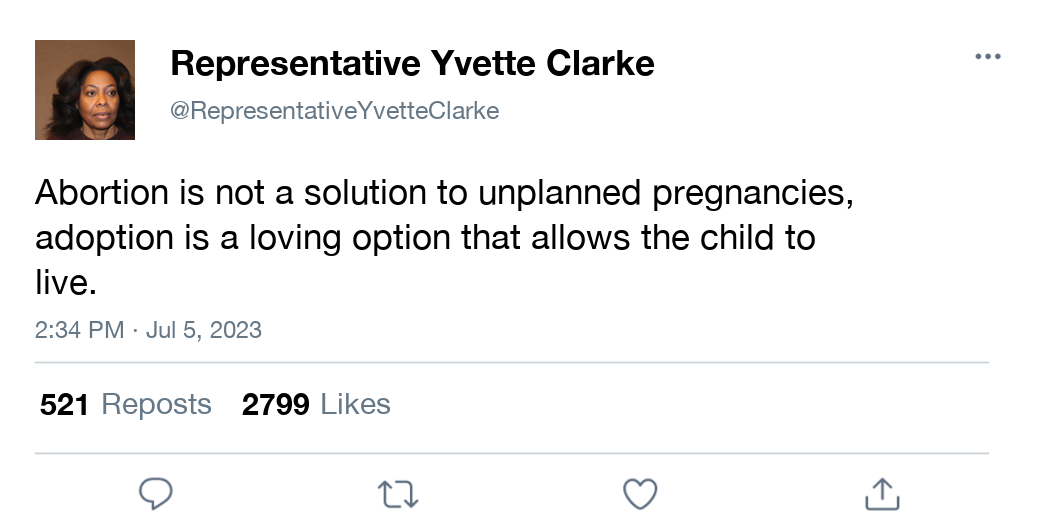 Representative Yvette Clarke
@RepresentativeYvetteClarke
Abortion is not a solution to unplanned pregnancies,
adoption is a loving option that allows the child to
live.
2:34 PM · Jul 5, 2023
521 Reposts 2799 Likes